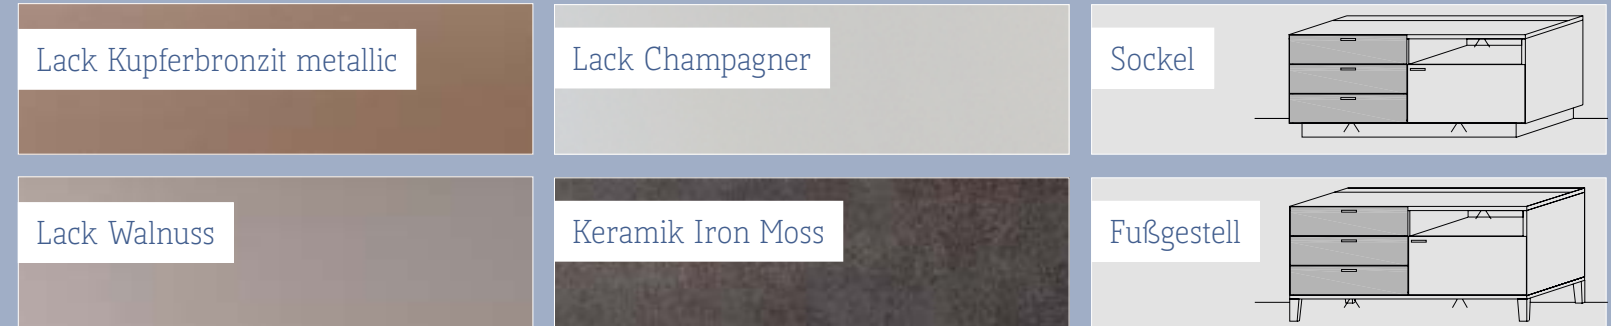 Lack Kupferbronzit metallic
Lack Champagner
Sockel
Lack Walnuss
Keramik Iron Moss
Fußgestell